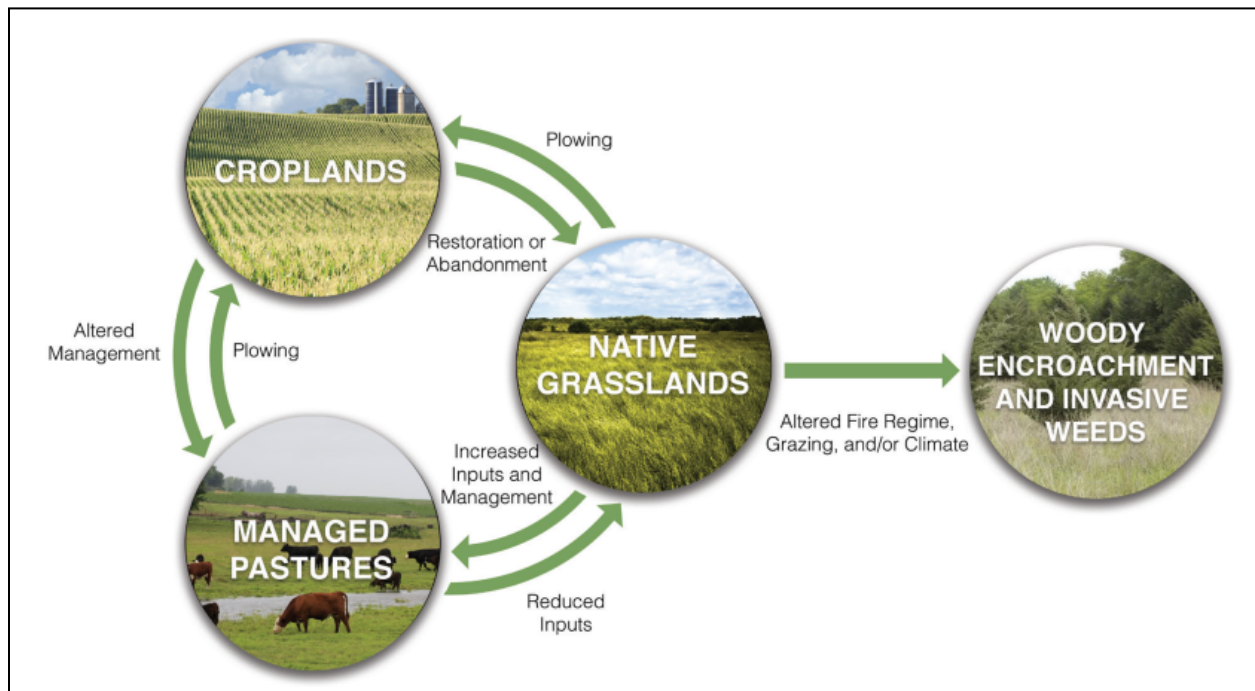 CROPLANDS
Plowing
Restoration or
Abandonment
Altered
Management
Plowing
NATIVE
GRASSLANDS
WOODY
ENCROACHMENT
AND INVASIVE
WEEDS
Altered Fire Regime,
Grazing, and/or Climate
Increased
Inputs and
Management
MANAGED
PASTURES
Reduced
Inputs